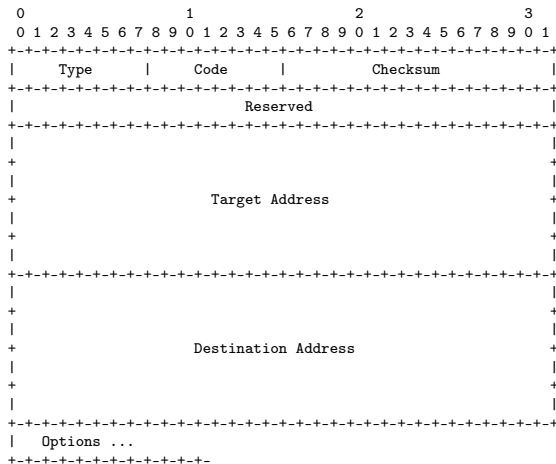 0                   1                   2                   3
 0 1 2 3 4 5 6 7 8 9 0 1 2 3 4 5 6 7 8 9 0 1 2 3 4 5 6 7 8 9 0 1
+-+-+-+-+-+-+-+-+-+-+-+-+-+-+-+-+-+-+-+-+-+-+-+-+-+-+-+-+-+-+-+-+
|     Type      |     Code      |          Checksum             |
+-+-+-+-+-+-+-+-+-+-+-+-+-+-+-+-+-+-+-+-+-+-+-+-+-+-+-+-+-+-+-+-+
|                           Reserved                            |
+-+-+-+-+-+-+-+-+-+-+-+-+-+-+-+-+-+-+-+-+-+-+-+-+-+-+-+-+-+-+-+-+
|                                                               |
+                                                               +
|                                                               |
+                       Target Address                          +
|                                                               |
+                                                               +
|                                                               |
+-+-+-+-+-+-+-+-+-+-+-+-+-+-+-+-+-+-+-+-+-+-+-+-+-+-+-+-+-+-+-+-+
|                                                               |
+                                                               +
|                                                               |
+                     Destination Address                       +
|                                                               |
+                                                               +
|                                                               |
+-+-+-+-+-+-+-+-+-+-+-+-+-+-+-+-+-+-+-+-+-+-+-+-+-+-+-+-+-+-+-+-+
|   Options ...
+-+-+-+-+-+-+-+-+-+-+-+-